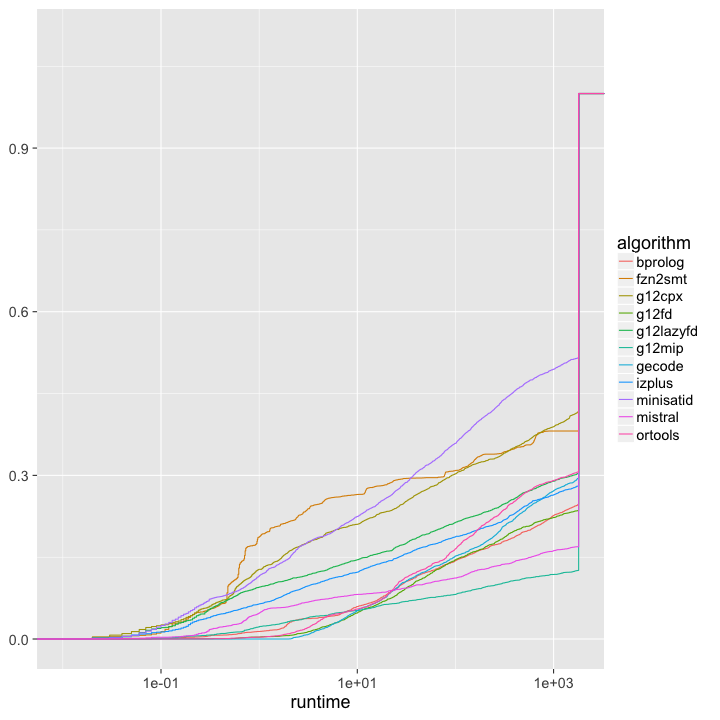 0.9
0.6
0.3
0.0
1e-01
1e+01
1e+03
runtime
algorithm
bprolog
fzn2smt
g12cpx
g12fd
g12lazyfd
g12mip
gecode
izplus
minisatid
mistral
ortools